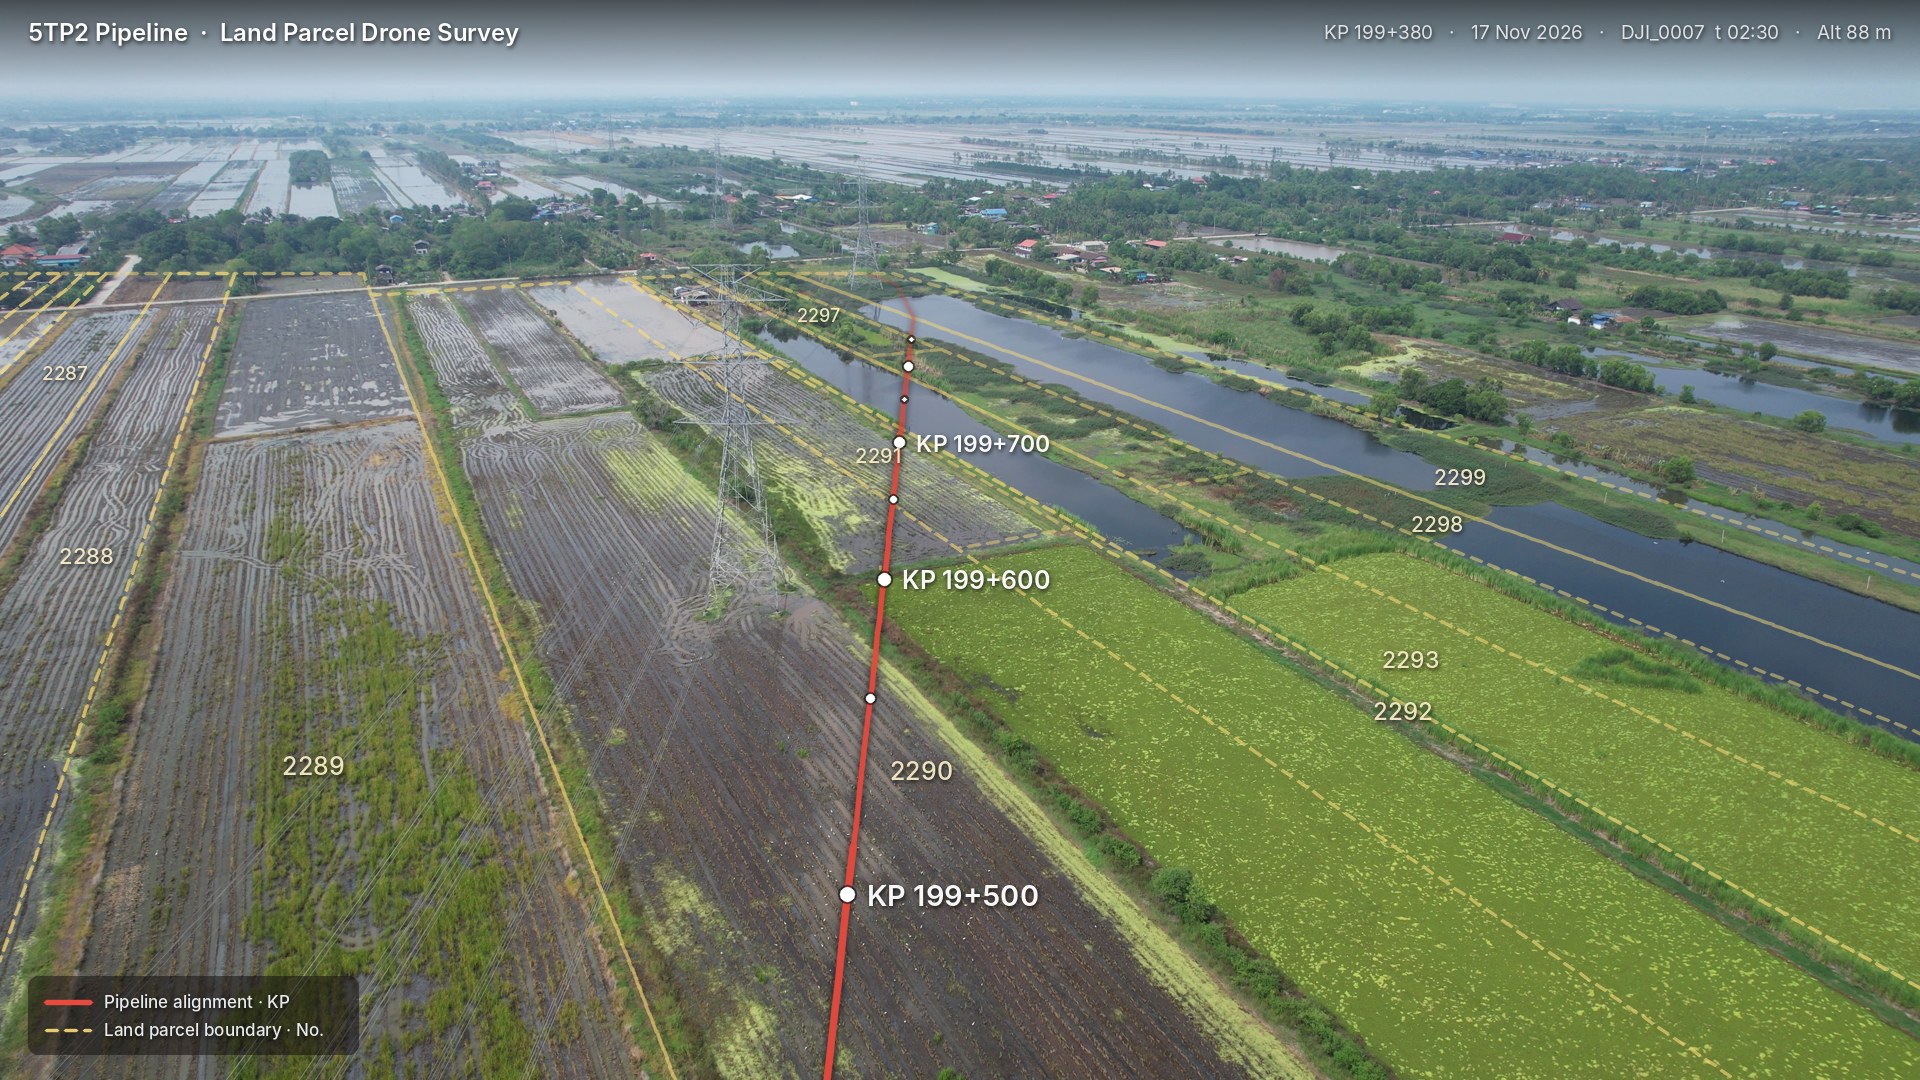 5TP2 Pipeline · Land Parcel Drone Survey
KP 199+380 · 17 Nov 2026 · DJI_0007 t 02:30 · Alt 88 m
2297
2287
KP 199+700
2291
2299
2298
2288
KP 199+600
2293
2292
2289
2290
KP 199+500
Pipeline alignment · KP
Land parcel boundary · No.